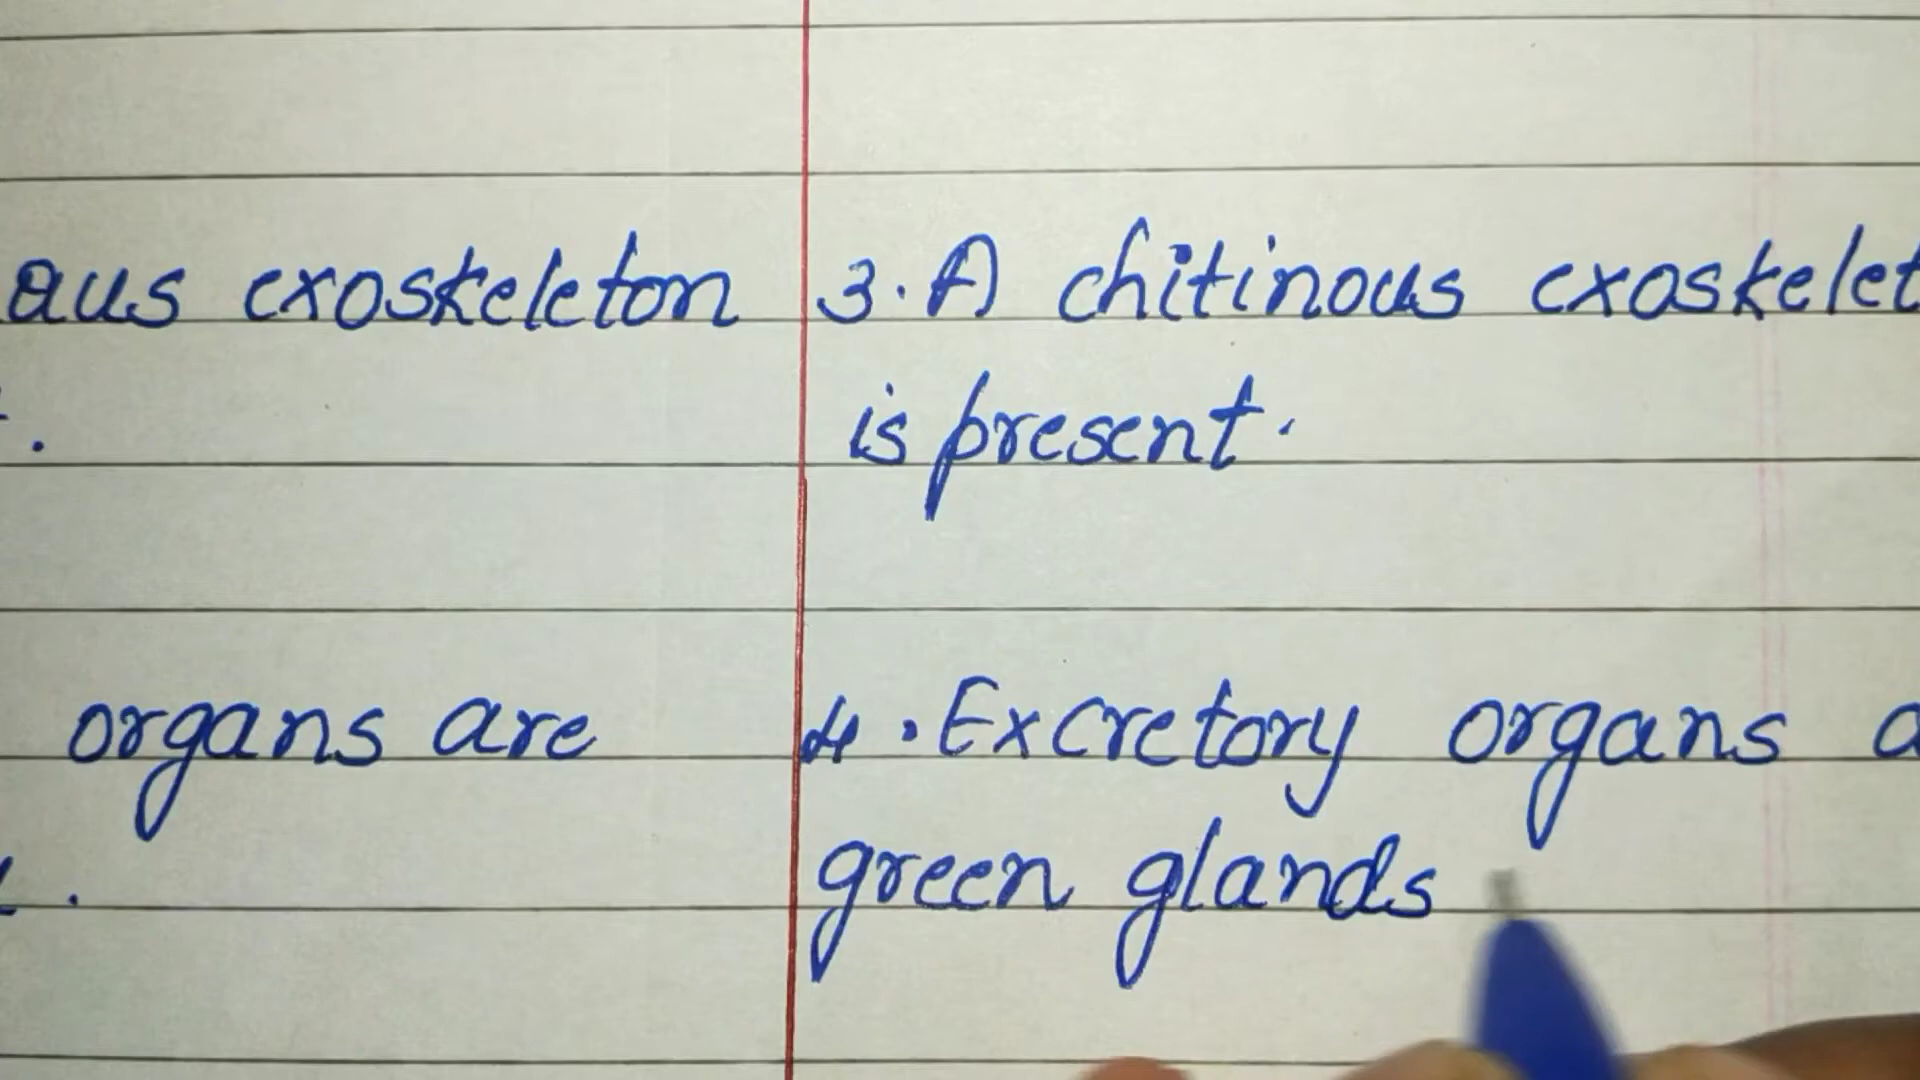 aus exoskeleton
organs are
3. A chitinous exoskelet
is present.
4. Excretory organs a
green glands